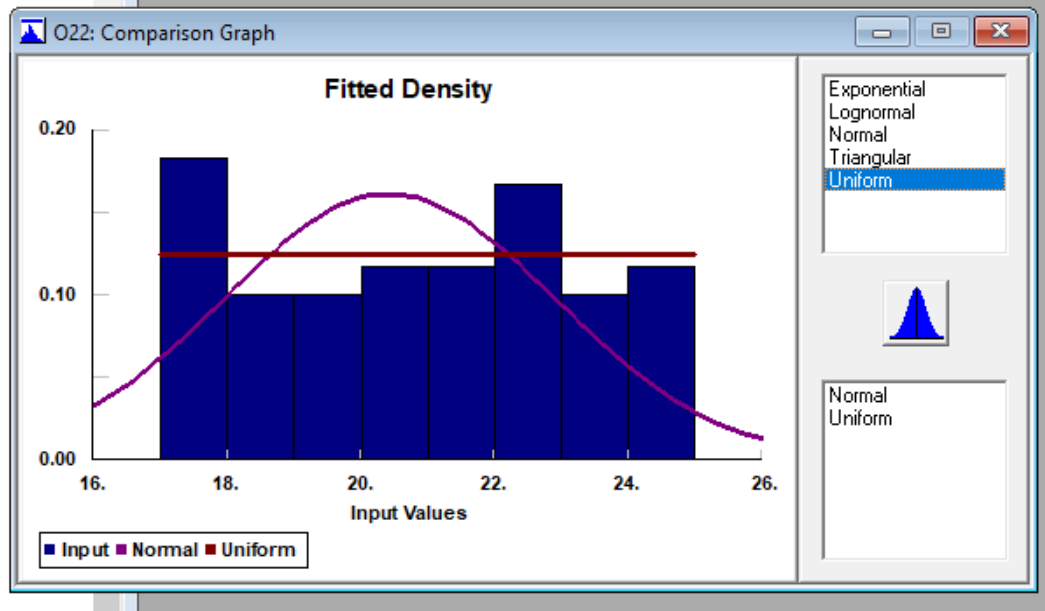 O22: Comparison Graph
Fitted Density
0.20
0.10
0.00
16. 18. 20. 22. 24. 26.
Input Values
Input Normal Uniform
Exponential
Lognormal
Normal
Triangular
Uniform
Normal
Uniform